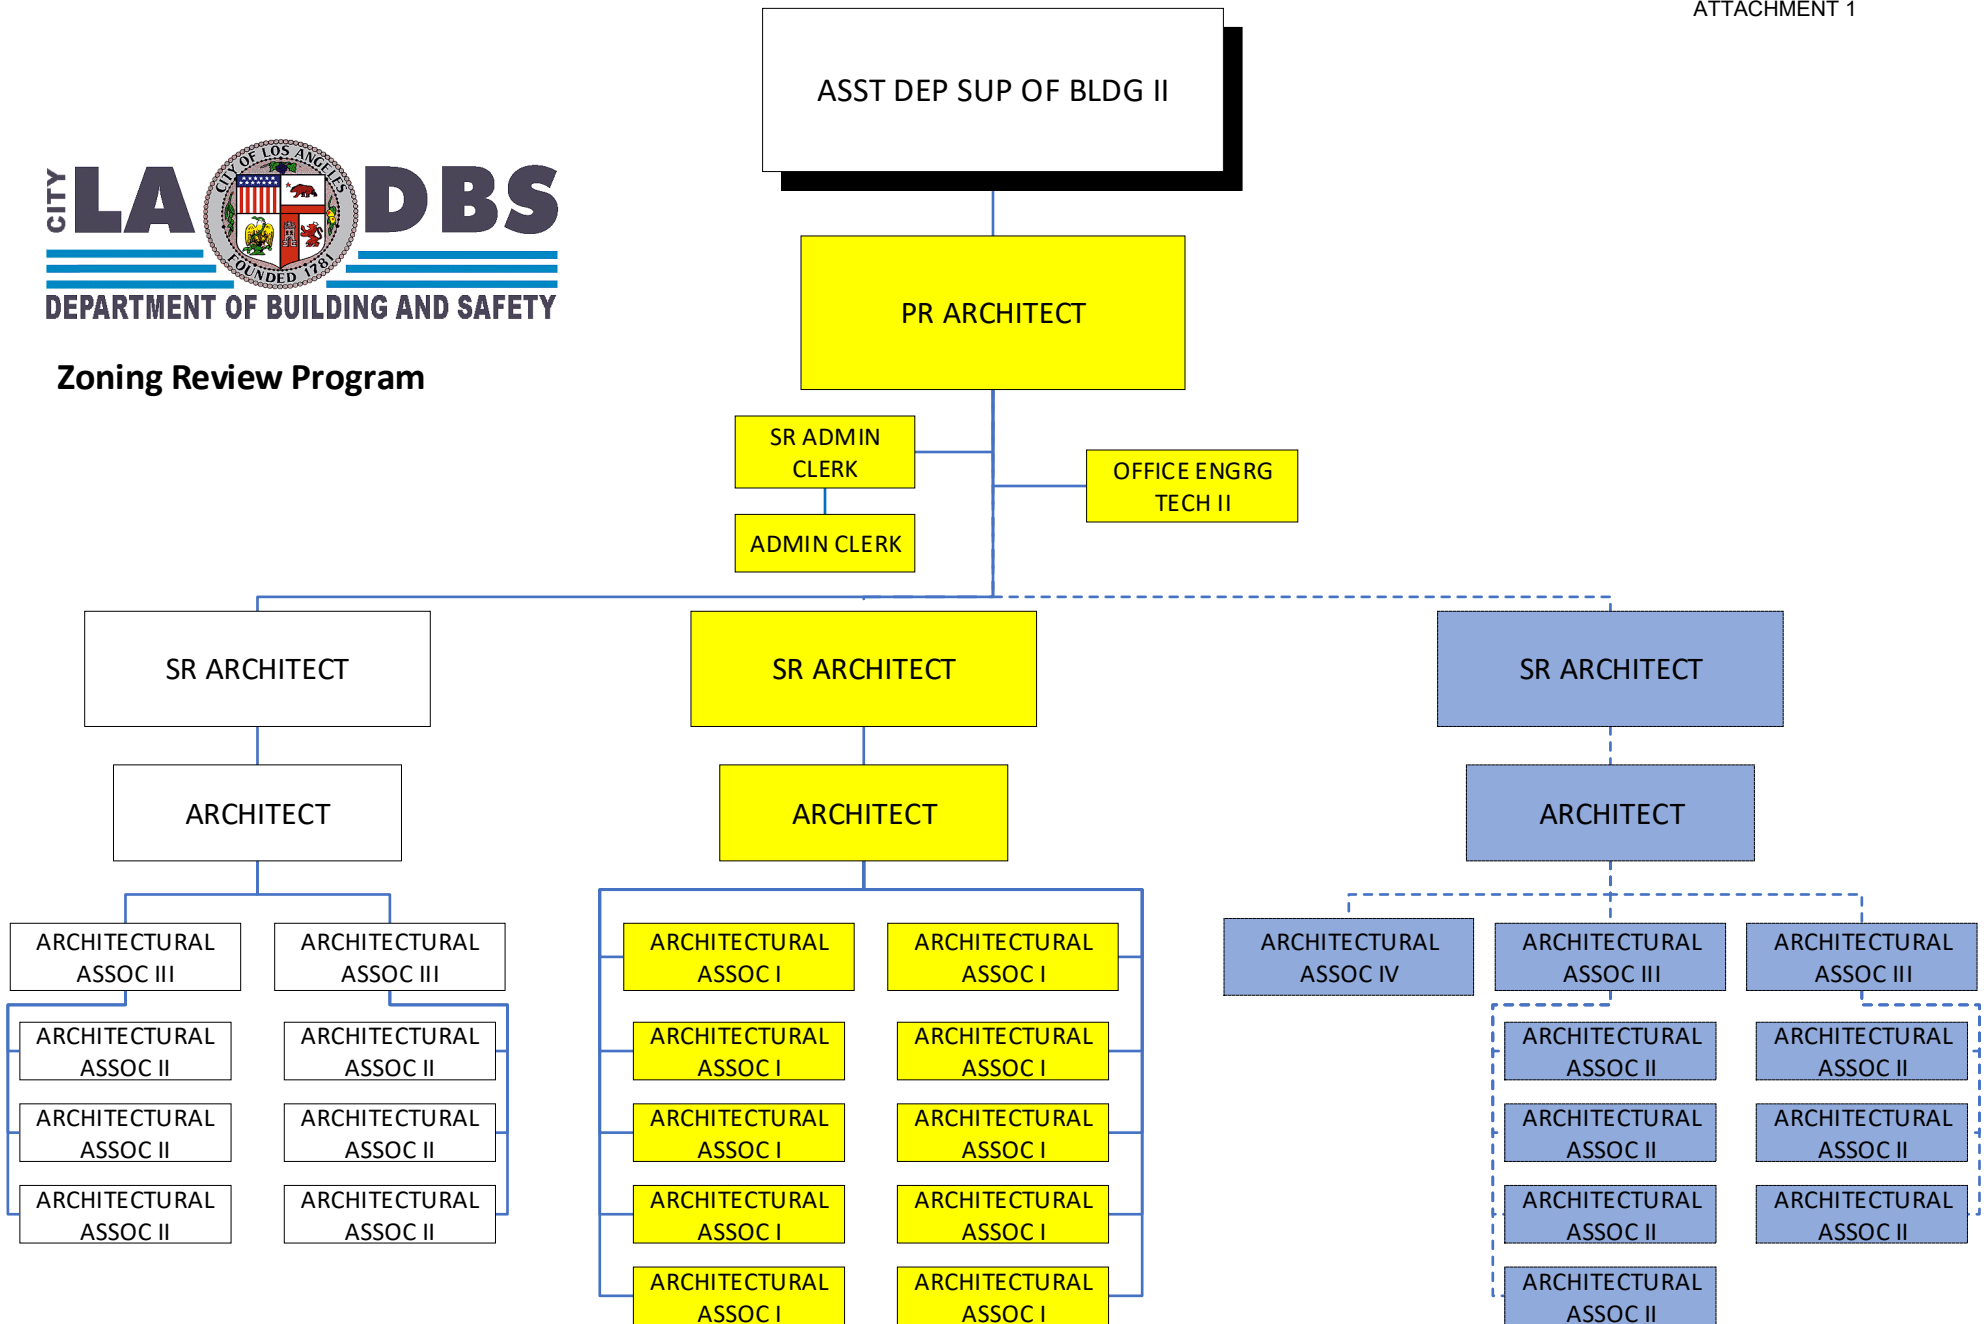 ATTACHMENT 1
ASST DEP SUP OF BLDG II
CITY
LA DBS
CITY OF LOS ANGELES
FOUNDED 1781
DEPARTMENT OF BUILDING AND SAFETY
Zoning Review Program
PR ARCHITECT
SR ADMIN
CLERK
OFFICE ENGRG
TECH II
ADMIN CLERK
SR ARCHITECT
SR ARCHITECT
SR ARCHITECT
ARCHITECT
ARCHITECT
ARCHITECT
ARCHITECTURAL
ASSOC III
ARCHITECTURAL
ASSOC III
ARCHITECTURAL
ASSOC I
ARCHITECTURAL
ASSOC I
ARCHITECTURAL
ASSOC IV
ARCHITECTURAL
ASSOC III
ARCHITECTURAL
ASSOC III
ARCHITECTURAL
ASSOC II
ARCHITECTURAL
ASSOC II
ARCHITECTURAL
ASSOC I
ARCHITECTURAL
ASSOC I
ARCHITECTURAL
ASSOC II
ARCHITECTURAL
ASSOC II
ARCHITECTURAL
ASSOC II
ARCHITECTURAL
ASSOC II
ARCHITECTURAL
ASSOC I
ARCHITECTURAL
ASSOC I
ARCHITECTURAL
ASSOC II
ARCHITECTURAL
ASSOC II
ARCHITECTURAL
ASSOC II
ARCHITECTURAL
ASSOC II
ARCHITECTURAL
ASSOC I
ARCHITECTURAL
ASSOC I
ARCHITECTURAL
ASSOC II
ARCHITECTURAL
ASSOC II
ARCHITECTURAL
ASSOC I
ARCHITECTURAL
ASSOC I
ARCHITECTURAL
ASSOC II